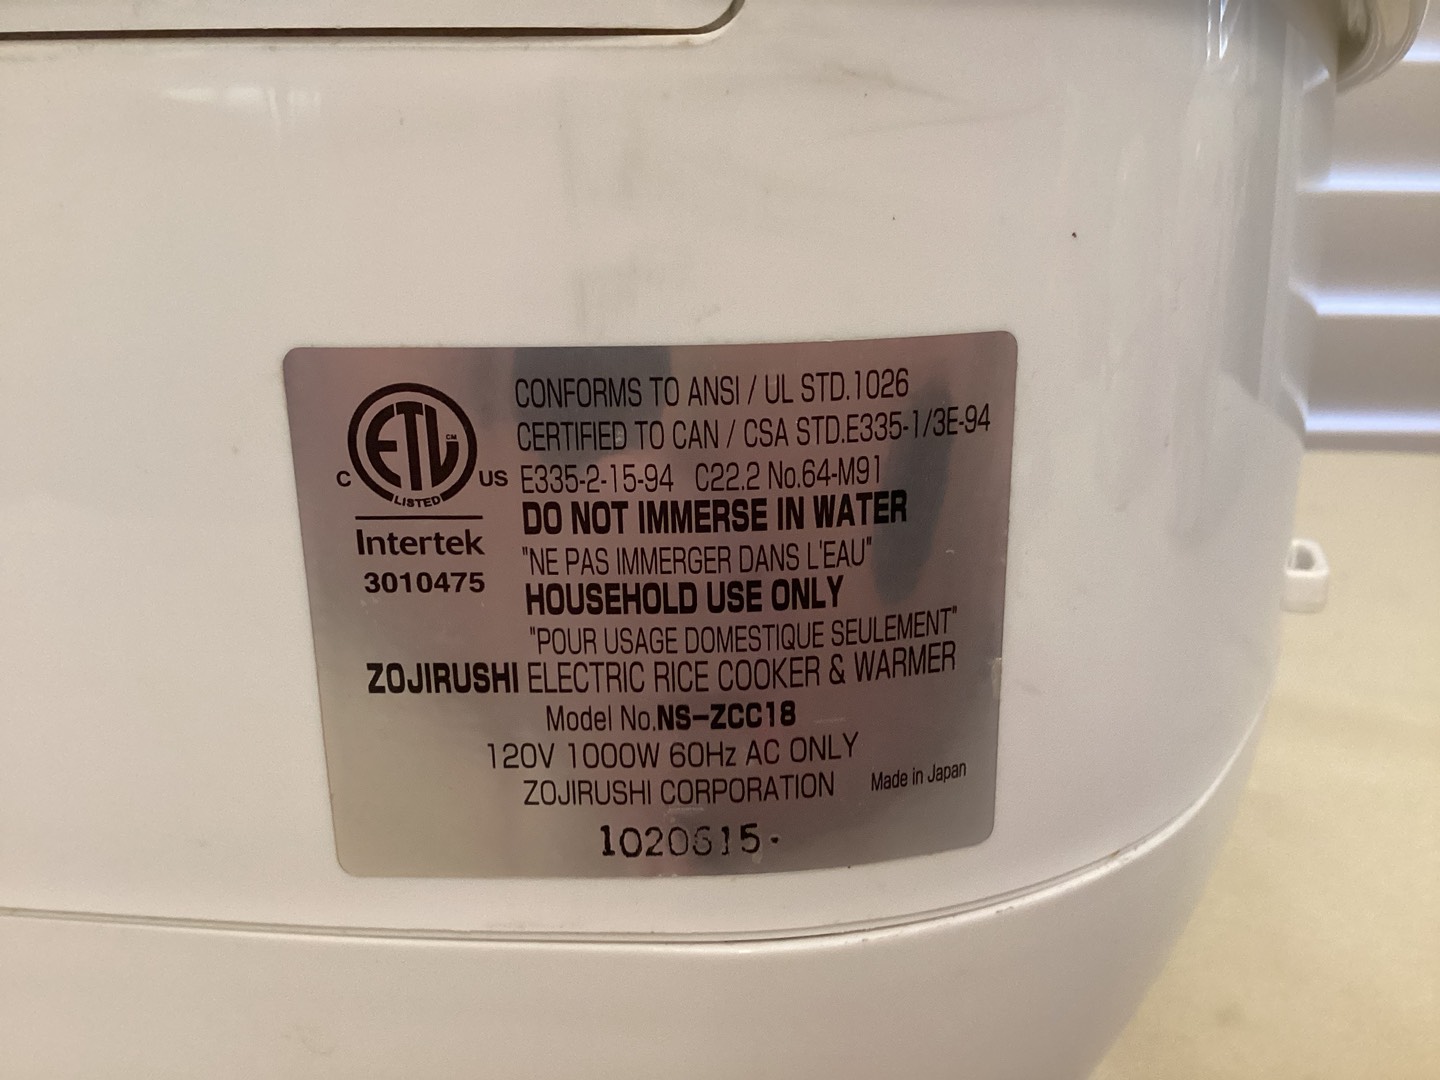 CONFORMS TO ANSI / UL STD.1026
CERTIFIED TO CAN / CSA STD.E335-1/3E-94
E335-2-15-94 C22.2 No.64-M91
C ETL CM US
LISTED
Intertek
3010475
DO NOT IMMERSE IN WATER
"NE PAS IMMERGER DANS L'EAU"
HOUSEHOLD USE ONLY
"POUR USAGE DOMESTIQUE SEULEMENT"
ZOJIRUSHI ELECTRIC RICE COOKER & WARMER
Model No.NS-ZCC18
120V 1000W 60Hz AC ONLY
ZOJIRUSHI CORPORATION Made in Japan
1020615·